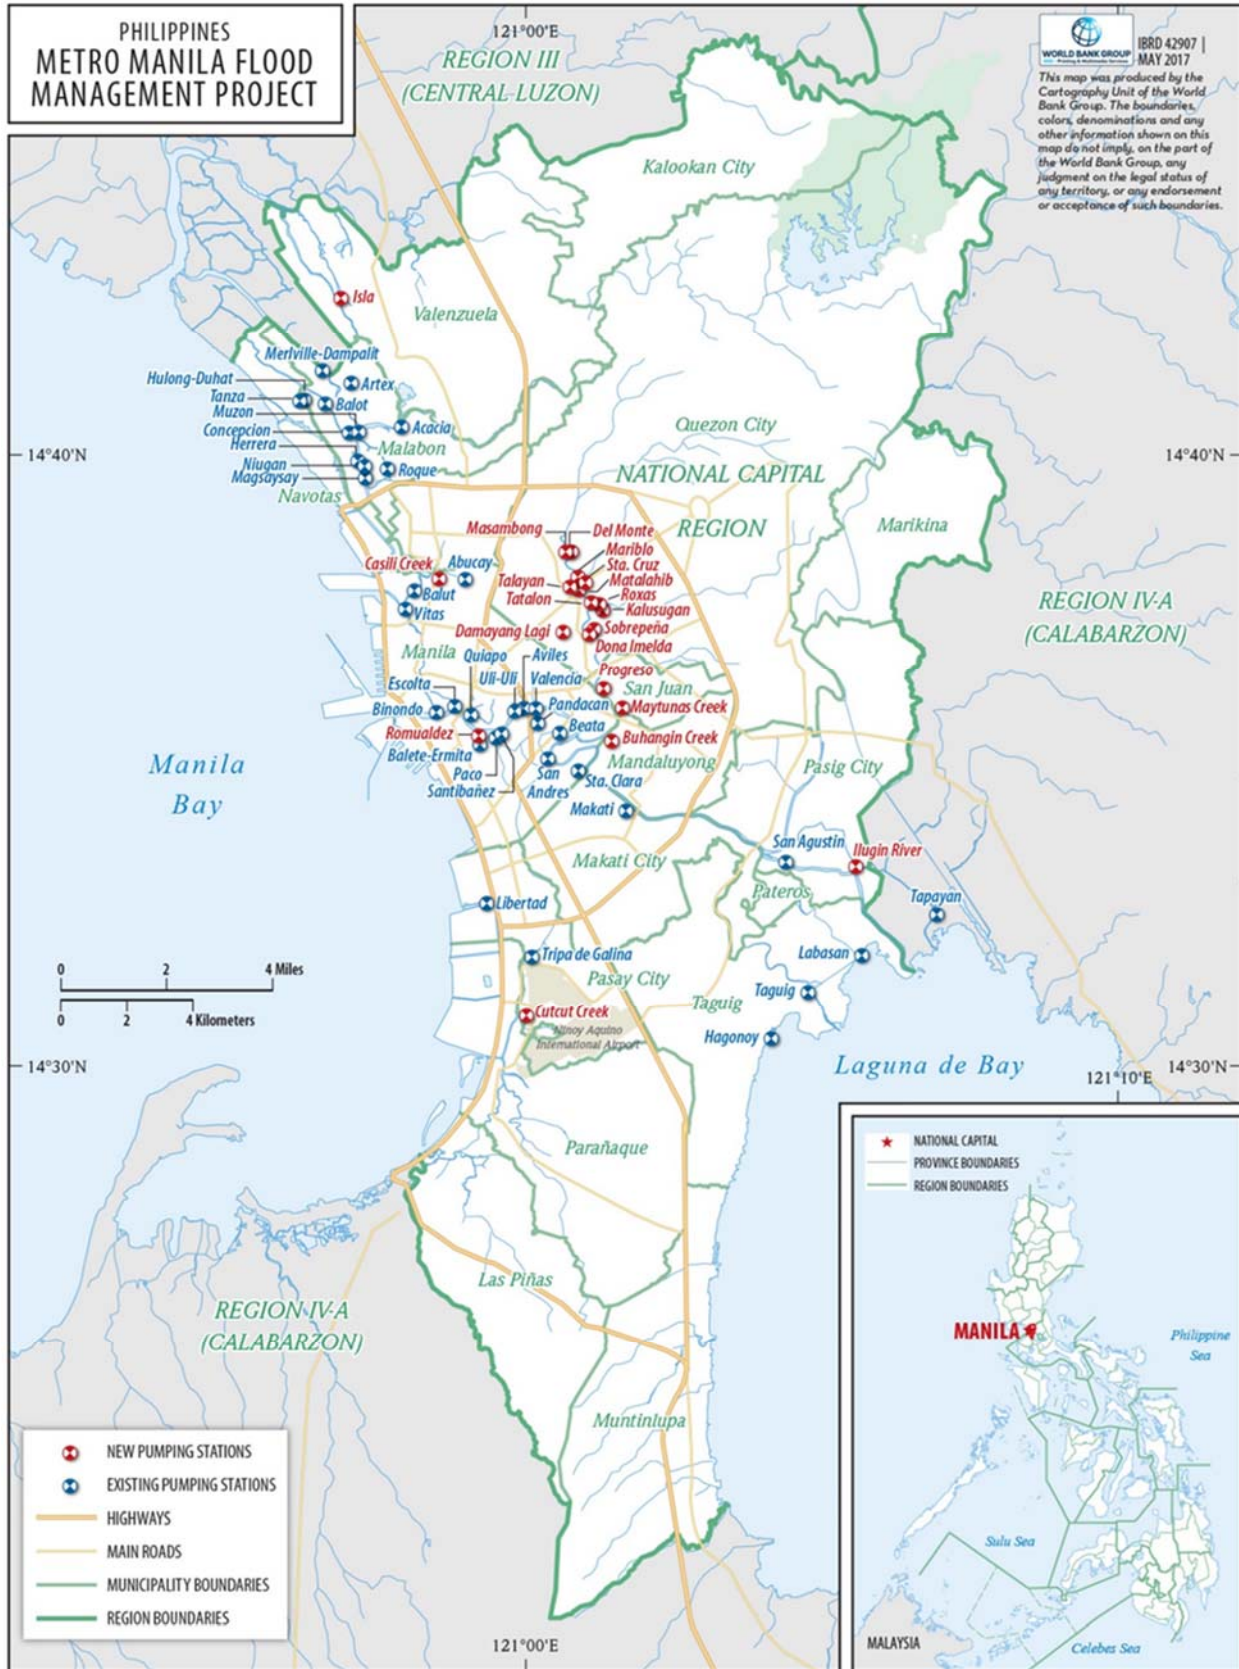 PHILIPPINES
METRO MANILA FLOOD
MANAGEMENT PROJECT
121°00'E
REGION III
(CENTRAL LUZON)
WORLD BANK GROUP
Printing & Multimedia Services
IBRD 42907 |
MAY 2017
This map was produced by the
Cartography Unit of the World
Bank Group. The boundaries,
colors, denominations and any
other information shown on this
map do not imply, on the part of
the World Bank Group, any
judgment on the legal status of
any territory, or any endorsement
or acceptance of such boundaries.
Kalookan City
Isla
Valenzuela
Merlville-Dampalit
Hulong-Duhat
Artex
Tanza
Balot
Muzon
Concepcion
Acacia
Herrera
Malabon
Niugan
Roque
Magsaysay
Navotas
Quezon City
14°40'N
14°40'N
NATIONAL CAPITAL
REGION
Marikina
Masambong
Del Monte
Mariblo
Sta. Cruz
Casili Creek
Abucay
Talayan
Matalahib
Balut
Tatalon
Roxas
Vitas
Kalusugan
REGION IV-A
(CALABARZON)
Damayang Lagi
Sobrepeña
Dona Imelda
Manila
Quiapo
Aviles
Progreso
Escolta
Uli-Uli
Valencia
San Juan
Binondo
Pandacan
Maytunas Creek
Romualdez
Beata
Buhangin Creek
Balete-Ermita
Mandaluyong
Pasig City
Paco
San
Andres
Sta. Clara
Santibañez
Manila
Bay
Makati
San Agustin
Ilugin River
Makati City
Pateros
Tapayan
Libertad
Tripa de Galina
Labasan
Pasay City
Taguig
Taguig
0 2 4 Miles
0 2 4 Kilometers
Cutcut Creek
Ninoy Aquino
International Airport
Hagonoy
14°30'N
Laguna de Bay
121°10'E
14°30'N
Parañaque
Las Piñas
REGION IV-A
(CALABARZON)
Muntinlupa
NEW PUMPING STATIONS
EXISTING PUMPING STATIONS
HIGHWAYS
MAIN ROADS
MUNICIPALITY BOUNDARIES
REGION BOUNDARIES
121°00'E
NATIONAL CAPITAL
PROVINCE BOUNDARIES
REGION BOUNDARIES
MANILA
Philippine
Sea
Sulu Sea
MALAYSIA
Celebes Sea